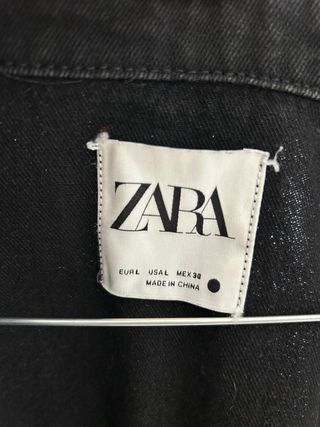 ZARA
EUR L USA L MEX 30
MADE IN CHINA